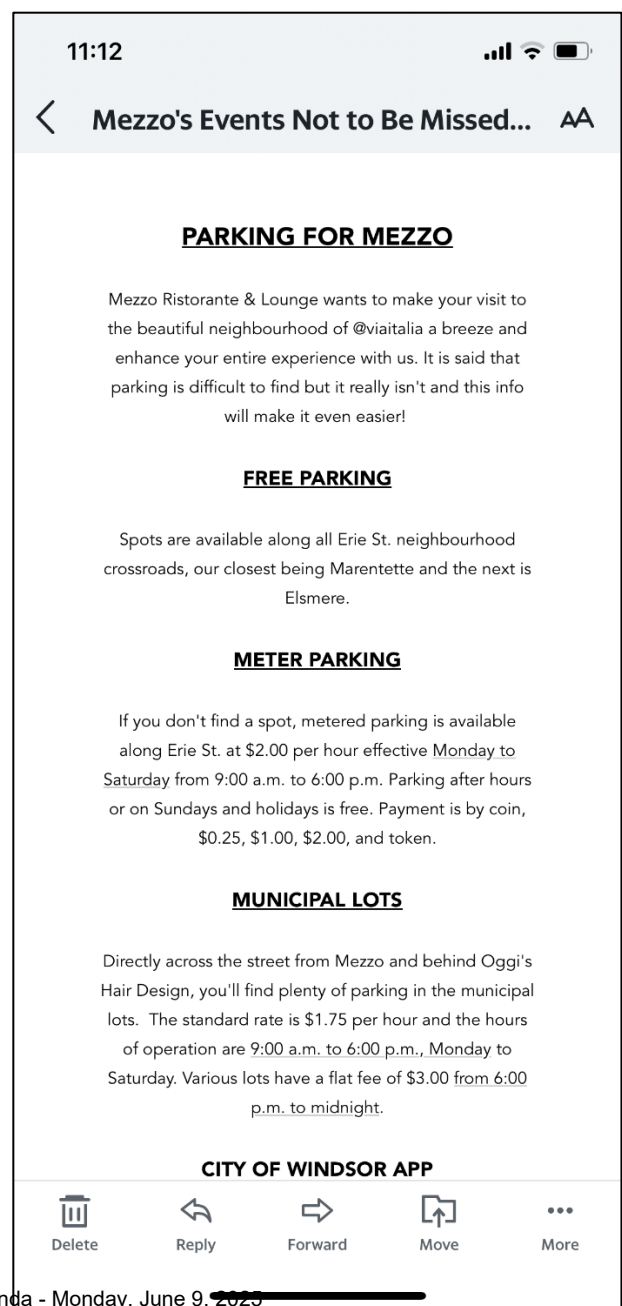 11:12
Mezzo's Events Not to Be Missed... AA
PARKING FOR MEZZO
Mezzo Ristorante & Lounge wants to make your visit to
the beautiful neighbourhood of @viaitalia a breeze and
enhance your entire experience with us. It is said that
parking is difficult to find but it really isn't and this info
will make it even easier!
FREE PARKING
Spots are available along all Erie St. neighbourhood
crossroads, our closest being Marentette and the next is
Elsmere.
METER PARKING
If you don't find a spot, metered parking is available
along Erie St. at $2.00 per hour effective Monday to
Saturday from 9:00 a.m. to 6:00 p.m. Parking after hours
or on Sundays and holidays is free. Payment is by coin,
$0.25, $1.00, $2.00, and token.
MUNICIPAL LOTS
Directly across the street from Mezzo and behind Oggi's
Hair Design, you'll find plenty of parking in the municipal
lots.  The standard rate is $1.75 per hour and the hours
of operation are 9:00 a.m. to 6:00 p.m., Monday to
Saturday. Various lots have a flat fee of $3.00 from 6:00
p.m. to midnight.
CITY OF WINDSOR APP
Delete Reply Forward Move More
nda - Monday, June 9, 2025